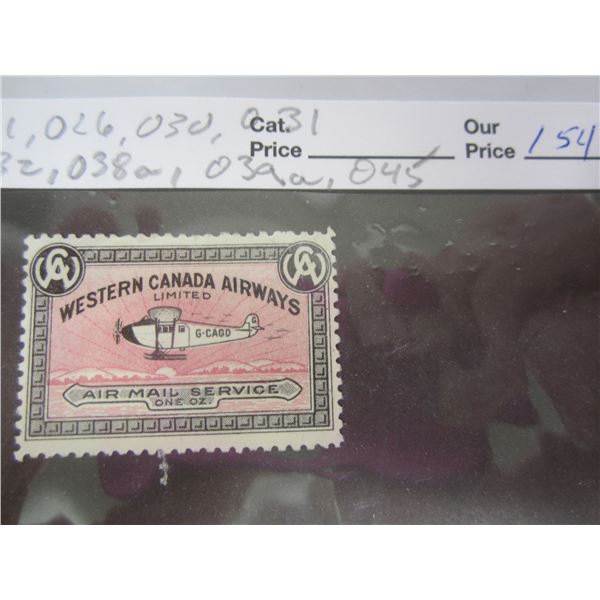 1, 026, 030, 031
Cat. Price
Our Price 154
32, 038a, 039a, 045
WESTERN CANADA AIRWAYS
LIMITED
G
G-CAGD
AIR MAIL SERVICE
ONE OZ.